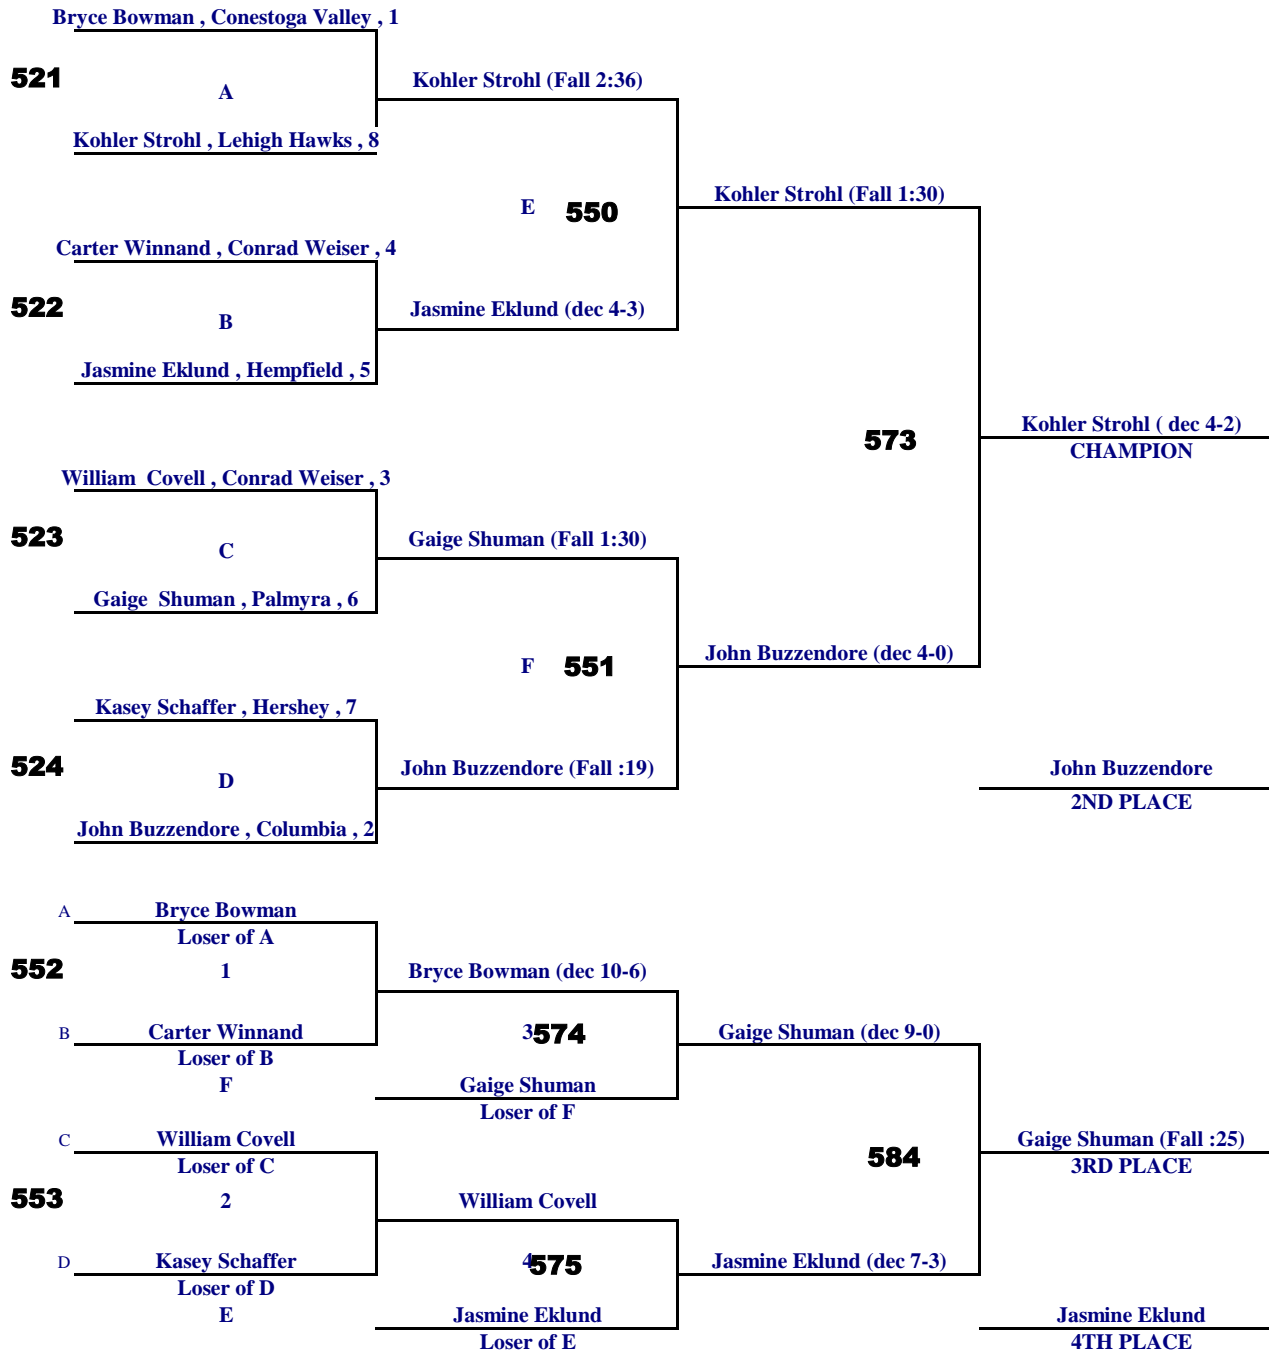 Bryce Bowman , Conestoga Valley , 1
521
A
Kohler Strohl (Fall 2:36)
Kohler Strohl , Lehigh Hawks , 8
E 550
Kohler Strohl (Fall 1:30)
Carter Winnand , Conrad Weiser , 4
522
B
Jasmine Eklund (dec 4-3)
Jasmine Eklund , Hempfield , 5
573
Kohler Strohl ( dec 4-2)
CHAMPION
William  Covell , Conrad Weiser , 3
523
C
Gaige Shuman (Fall 1:30)
Gaige  Shuman , Palmyra , 6
F 551
John Buzzendore (dec 4-0)
Kasey Schaffer , Hershey , 7
524
D
John Buzzendore (Fall :19)
John Buzzendore
2ND PLACE
John Buzzendore , Columbia , 2
A
Bryce Bowman
Loser of A
552
1
Bryce Bowman (dec 10-6)
B
Carter Winnand
Loser of B
3 574
Gaige Shuman (dec 9-0)
F
Gaige Shuman
Loser of F
C
William Covell
Loser of C
584
Gaige Shuman (Fall :25)
3RD PLACE
553
2
William Covell
D
Kasey Schaffer
Loser of D
4 575
Jasmine Eklund (dec 7-3)
E
Jasmine Eklund
Loser of E
Jasmine Eklund
4TH PLACE